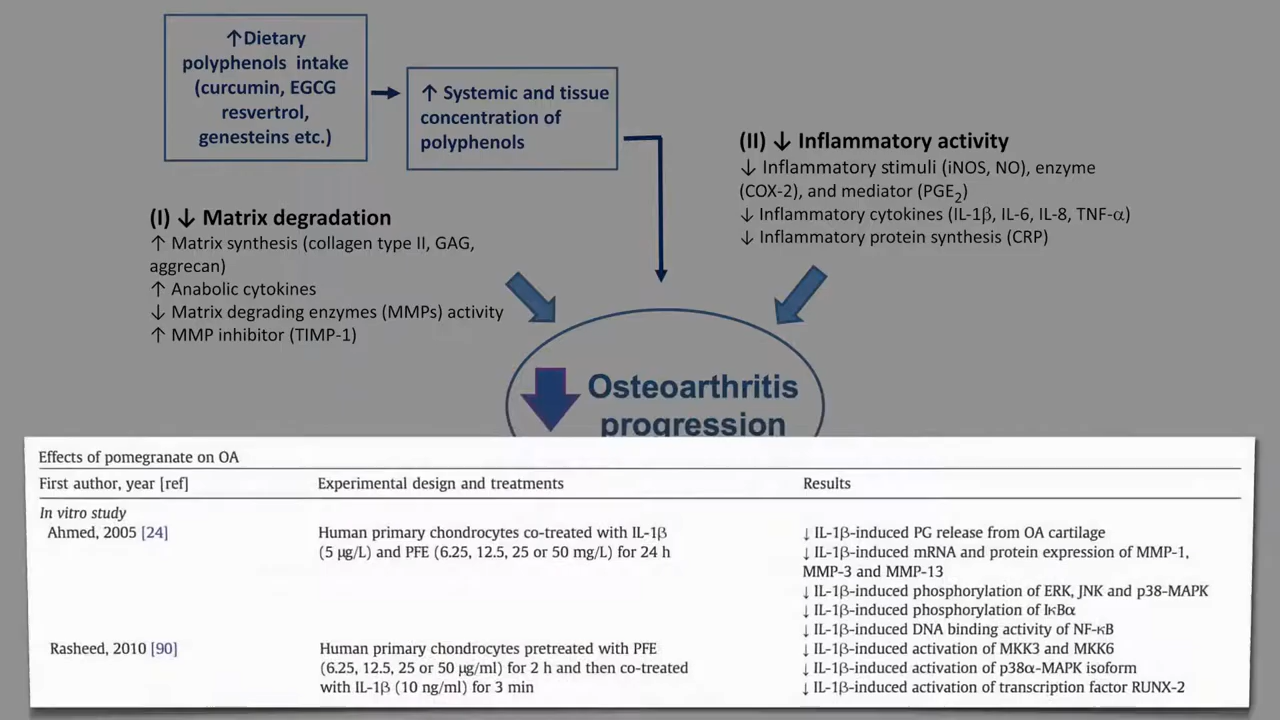 ↑Dietary
polyphenols intake
(curcumin, EGCG
resvertrol,
genesteins etc.)
↑ Systemic and tissue
concentration of
polyphenols
(II) ↓ Inflammatory activity
↓ Inflammatory stimuli (iNOS, NO), enzyme
(COX-2), and mediator (PGE2)
↓ Inflammatory cytokines (IL-1β, IL-6, IL-8, TNF-α)
↓ Inflammatory protein synthesis (CRP)
(I) ↓ Matrix degradation
↑ Matrix synthesis (collagen type II, GAG,
aggrecan)
↑ Anabolic cytokines
↓ Matrix degrading enzymes (MMPs) activity
↑ MMP inhibitor (TIMP-1)
Osteoarthritis
progression
Effects of pomegranate on OA
First author, year [ref] Experimental design and treatments Results
In vitro study
Ahmed, 2005 [24] Human primary chondrocytes co-treated with IL-1β ↓ IL-1β-induced PG release from OA cartilage
(5 μg/L) and PFE (6.25, 12.5, 25 or 50 mg/L) for 24 h ↓ IL-1β-induced mRNA and protein expression of MMP-1,
MMP-3 and MMP-13
↓ IL-1β-induced phosphorylation of ERK, JNK and p38-MAPK
↓ IL-1β-induced phosphorylation of IκBα
↓ IL-1β-induced DNA binding activity of NF-κB
Rasheed, 2010 [90] Human primary chondrocytes pretreated with PFE ↓ IL-1β-induced activation of MKK3 and MKK6
(6.25, 12.5, 25 or 50 μg/ml) for 2 h and then co-treated ↓ IL-1β-induced activation of p38α-MAPK isoform
with IL-1β (10 ng/ml) for 3 min ↓ IL-1β-induced activation of transcription factor RUNX-2